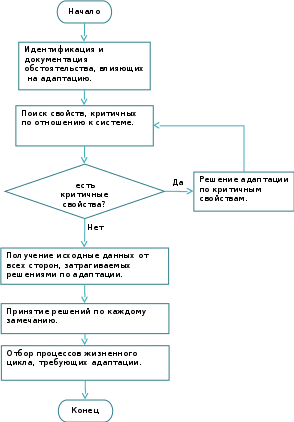 Начало
Идентификация и
документация
обстоятельства, влияющих
на адаптацию.
Поиск свойств, критичных
по отношению к системе.
есть
критичные
свойства?
Да
Решение адаптации
по критичным
свойствам.
Нет
Получение исходные данных от
всех сторон, затрагиваемых
решениями по адаптации.
Принятие решений по каждому
замечанию.
Отбор процессов жизненного
цикла, требующих адаптации.
Конец